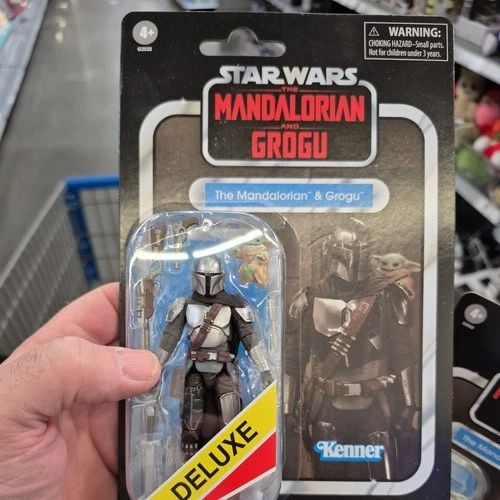 4+
G0532
WARNING:
CHOKING HAZARD–Small parts.
Not for children under 3 years.
STAR WARS
THE
MANDALORIAN
AND
GROGU
The Mandalorian™ & Grogu™
DELUXE
Kenner